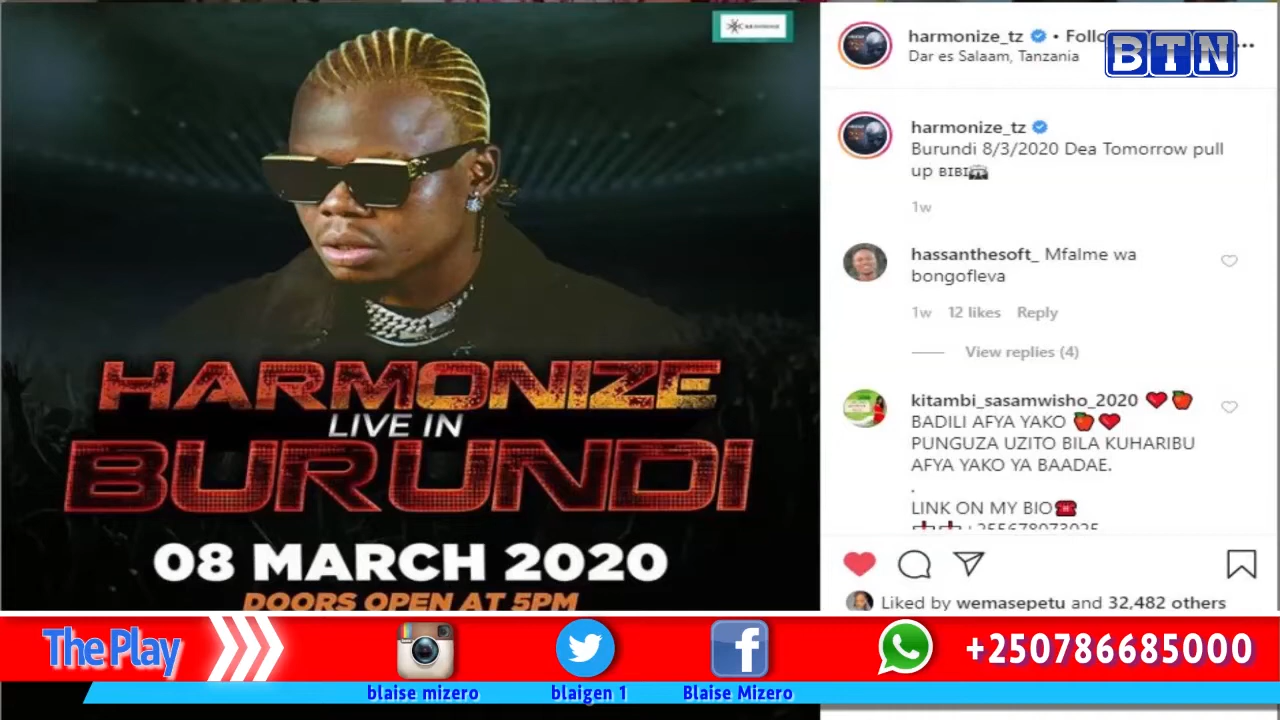 HARMONIZE
LIVE IN
BURUNDI
08 MARCH 2020
DOORS OPEN AT 5PM
harmonize_tz • Follo
Dar es Salaam, Tanzania
BTN
harmonize_tz
Burundi 8/3/2020 Dea Tomorrow pull
up BIBI
1w
hassanthesoft_ Mfalme wa
bongofleva
1w 12 likes Reply
View replies (4)
kitambi_sasamwisho_2020 ❤️🍎
BADILI AFYA YAKO 🍎❤️
PUNGUZA UZITO BILA KUHARIBU
AFYA YAKO YA BAADAE.
.
LINK ON MY BIO☎️
Liked by wemasepetu and 32,482 others
The Play
+250786685000
blaise mizero
blaigen 1
Blaise Mizero